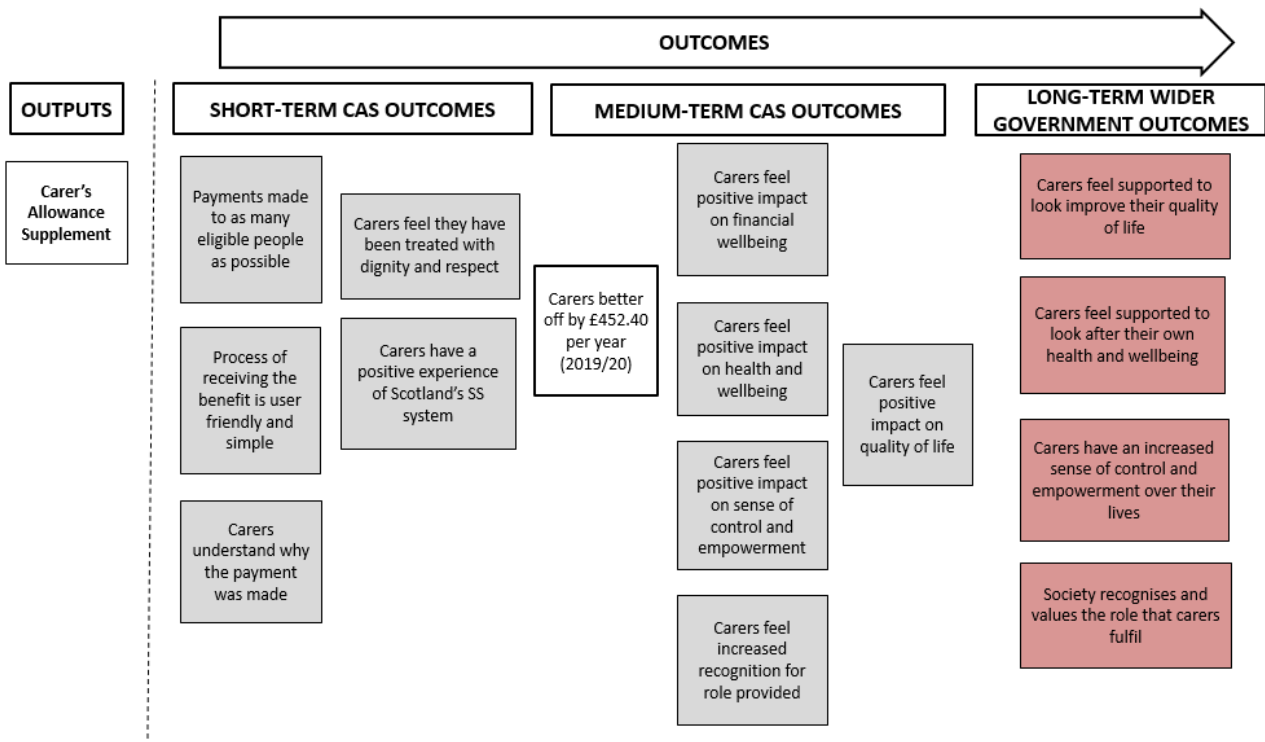 OUTCOMES
OUTPUTS
SHORT-TERM CAS OUTCOMES
MEDIUM-TERM CAS OUTCOMES
LONG-TERM WIDER
GOVERNMENT OUTCOMES
Carer's
Allowance
Supplement
Payments made
to as many
eligible people
as possible
Process of
receiving the
benefit is user
friendly and
simple
Carers
understand why
the payment
was made
Carers feel they have
been treated with
dignity and respect
Carers have a
positive experience
of Scotland's SS
system
Carers better
off by £452.40
per year
(2019/20)
Carers feel
positive impact
on financial
wellbeing
Carers feel
positive impact
on health and
wellbeing
Carers feel
positive impact
on sense of
control and
empowerment
Carers feel
increased
recognition for
role provided
Carers feel
positive
impact on
quality of life
Carers feel supported to
look improve their quality
of life
Carers feel supported to
look after their own
health and wellbeing
Carers have an increased
sense of control and
empowerment over their
lives
Society recognises and
values the role that carers
fulfil